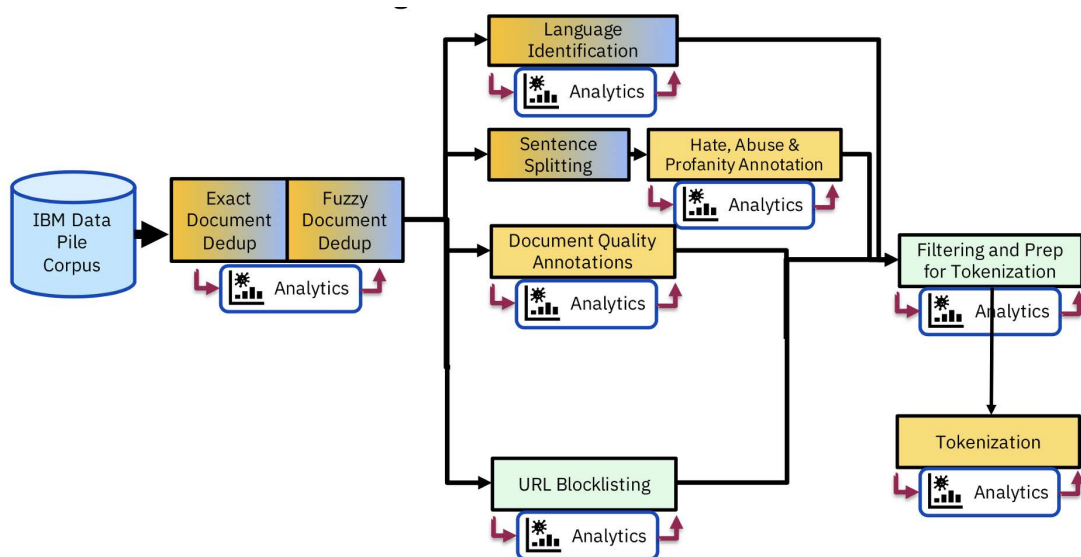 Language
Identification
Analytics
Sentence
Splitting
Hate, Abuse &
Profanity Annotation
Analytics
IBM Data
Pile
Corpus
Exact
Document
Dedup
Fuzzy
Document
Dedup
Analytics
Document Quality
Annotations
Analytics
Filtering and Prep
for Tokenization
Analytics
Tokenization
Analytics
URL Blocklisting
Analytics